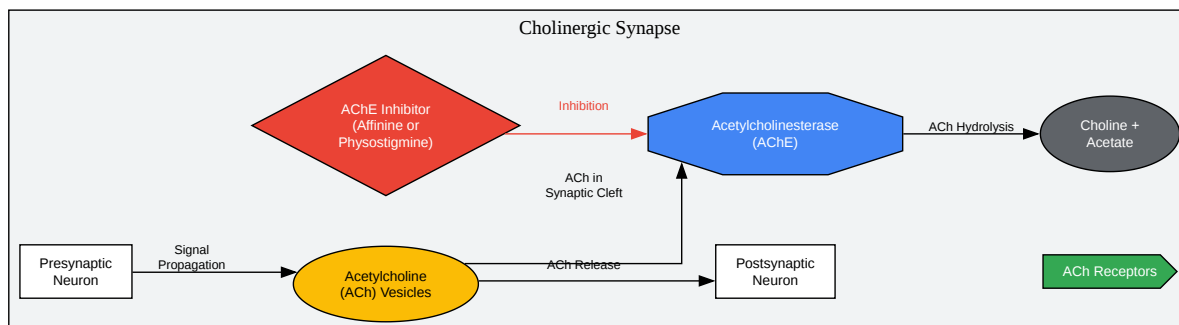 Cholinergic Synapse
AChE Inhibitor
(Affinine or
Physostigmine)
Inhibition
Acetylcholinesterase
(AChE)
ACh Hydrolysis
Choline +
Acetate
ACh in
Synaptic Cleft
Presynaptic
Neuron
Signal
Propagation
Acetylcholine
(ACh) Vesicles
ACh Release
Postsynaptic
Neuron
ACh Receptors